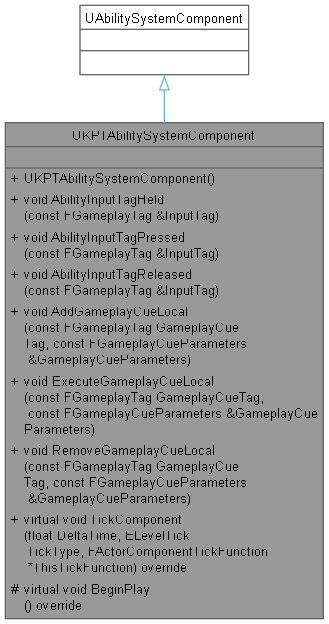 UAbilitySystemComponent
UKPTAbilitySystemComponent
+ UKPTAbilitySystemComponent()
+ void AbilityInputTagHeld
(const FGameplayTag &InputTag)
+ void AbilityInputTagPressed
(const FGameplayTag &InputTag)
+ void AbilityInputTagReleased
(const FGameplayTag &InputTag)
+ void AddGameplayCueLocal
(const FGameplayTag GameplayCue
Tag, const FGameplayCueParameters
&GameplayCueParameters)
+ void ExecuteGameplayCueLocal
(const FGameplayTag GameplayCueTag,
const FGameplayCueParameters &GameplayCue
Parameters)
+ void RemoveGameplayCueLocal
(const FGameplayTag GameplayCue
Tag, const FGameplayCueParameters
&GameplayCueParameters)
+ virtual void TickComponent
(float DeltaTime, ELevelTick
TickType, FActorComponentTickFunction
*ThisTickFunction) override
# virtual void BeginPlay
() override